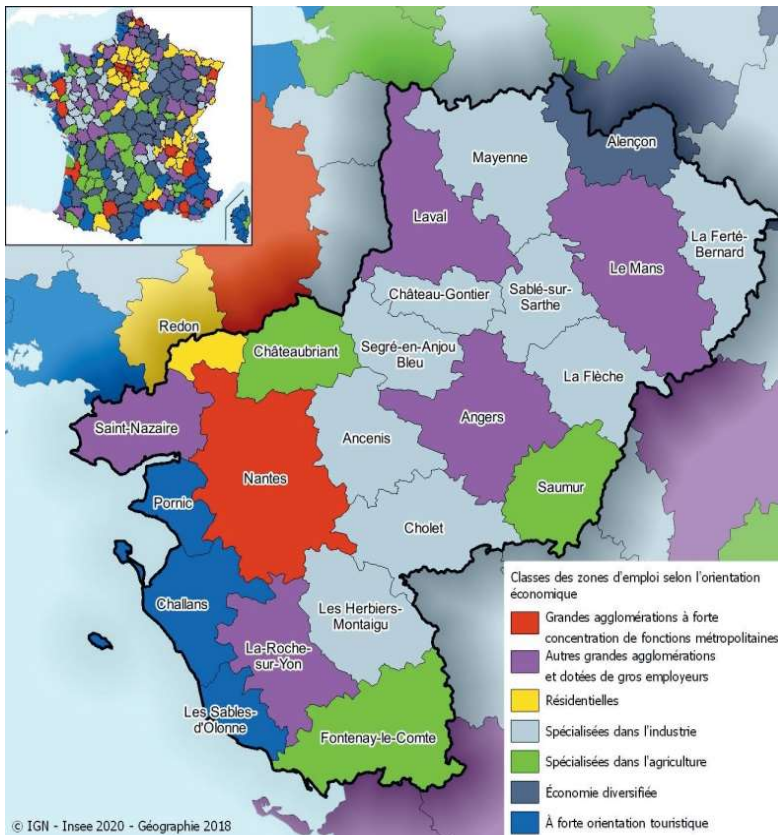 Mayenne
Alençon
Laval
La Ferté-
Bernard
Le Mans
Château-Gontier
Sablé-sur-
Sarthe
Redon
Châteaubriant
Segré-en-Anjou
Bleu
La Flèche
Saint-Nazaire
Ancenis
Angers
Nantes
Saumur
Pornic
Cholet
Challans
Les Herbiers-
Montaigu
La-Roche-
sur-Yon
Les Sables-
d'Olonne
Fontenay-le-Comte
Classes des zones d'emploi selon l'orientation
économique
Grandes agglomérations à forte
concentration de fonctions métropolitaines
Autres grandes agglomérations
et dotées de gros employeurs
Résidentielles
Spécialisées dans l'industrie
Spécialisées dans l'agriculture
Économie diversifiée
À forte orientation touristique
© IGN - Insee 2020 - Géographie 2018